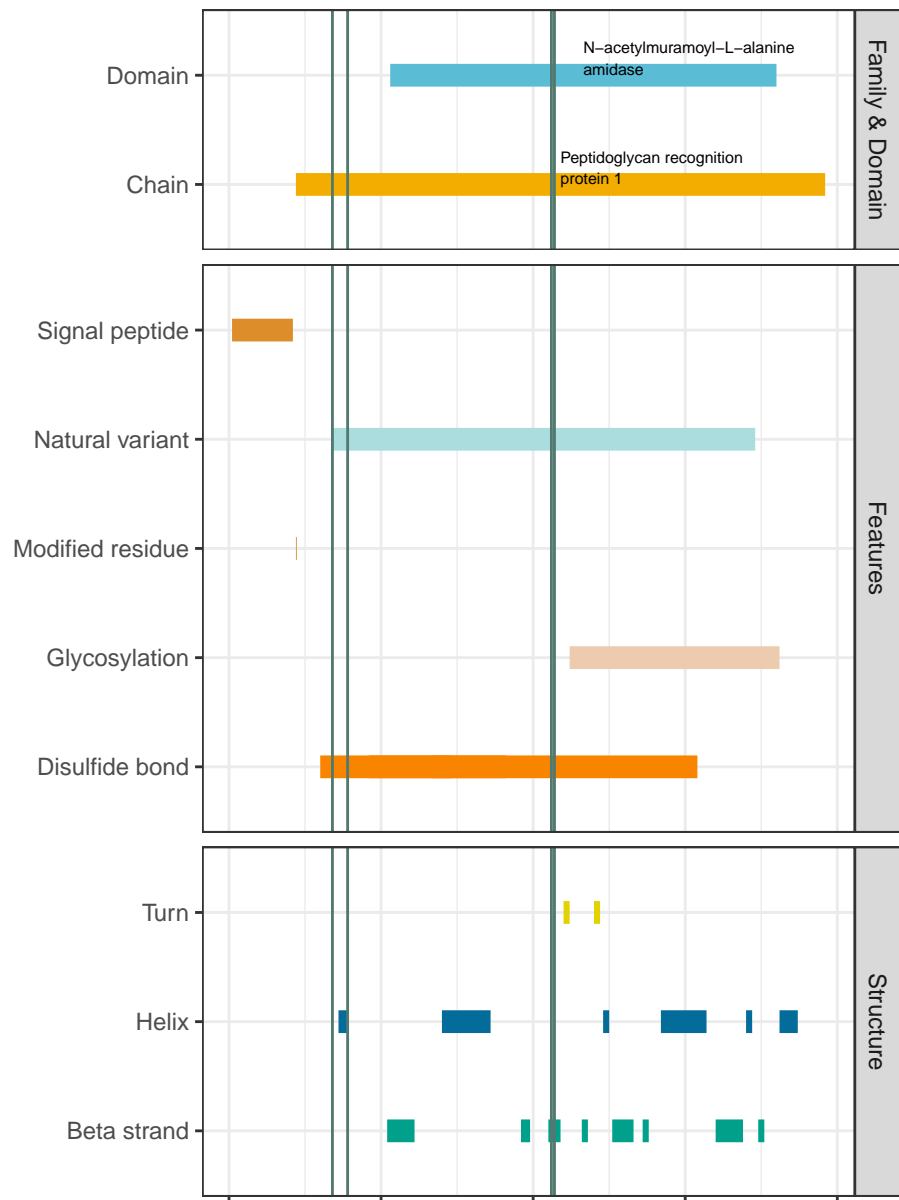 N−acetylmuramoyl−L−alanine
amidase
Domain
Peptidoglycan recognition
protein 1
Chain
Family & Domain
Signal peptide
Natural variant
Modified residue
Glycosylation
Disulfide bond
Features
Turn
Helix
Beta strand
Structure